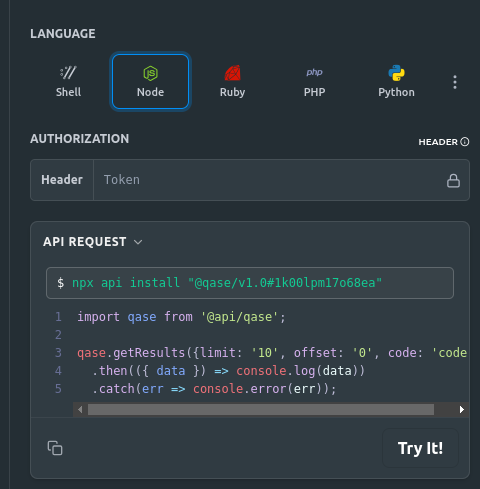 LANGUAGE
Shell Node Ruby PHP Python
php
AUTHORIZATION HEADER
Header Token
API REQUEST
$ npx api install "@qase/v1.0#1k00lpm17o68ea"
1 import qase from '@api/qase';
2
3 qase.getResults({limit: '10', offset: '0', code: 'code
4 .then(({ data }) => console.log(data))
5 .catch(err => console.error(err));
Try It!